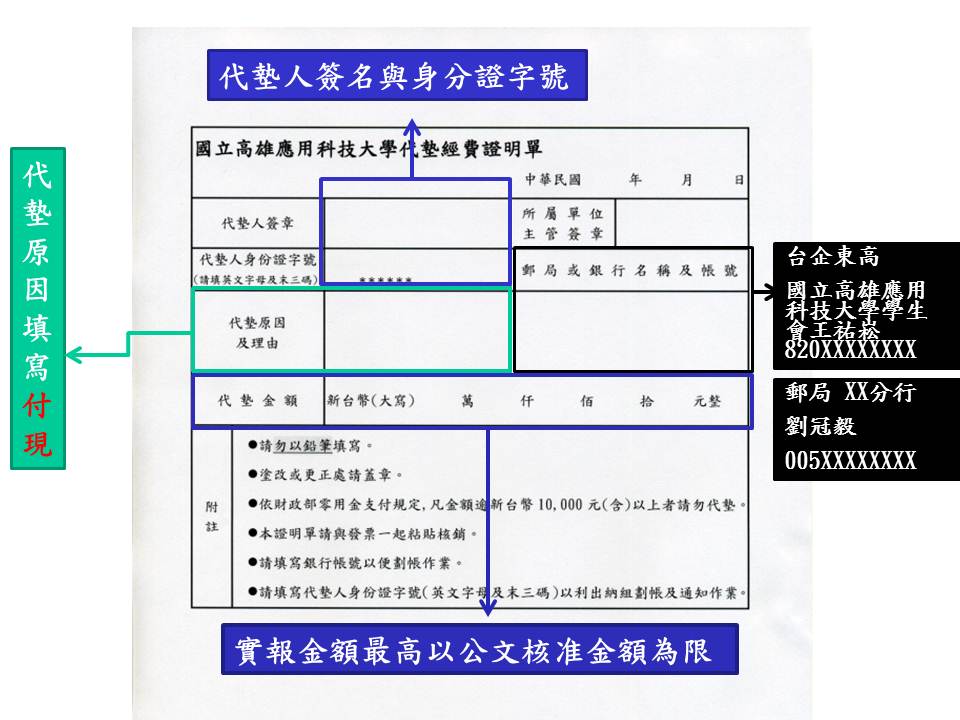 代墊人簽名與身分證字號
代墊原因填寫付現
國立高雄應用科技大學代墊經費證明單
中華民國 年 月 日
代墊人簽章
所屬單位
主管簽章
代墊人身份證字號
(請填英文字母及末三碼)
******
郵局或銀行名稱及帳號
代墊原因
及理由
代墊金額
新台幣(大寫) 萬 仟 佰 拾 元整
附註
●請勿以鉛筆填寫。
●塗改或更正處請蓋章。
●依財政部零用金支付規定,凡金額逾新台幣10,000元(含)以上者請勿代墊。
●本證明單請與發票一起粘貼核銷。
●請填寫銀行帳號以便劃帳作業。
●請填寫代墊人身份證字號(英文字母及末三碼)以利出納組劃帳及通知作業。
台企東高
國立高雄應用
科技大學學生
會王祐崧
820XXXXXXXX
郵局 XX分行
劉冠毅
005XXXXXXXX
實報金額最高以公文核准金額為限